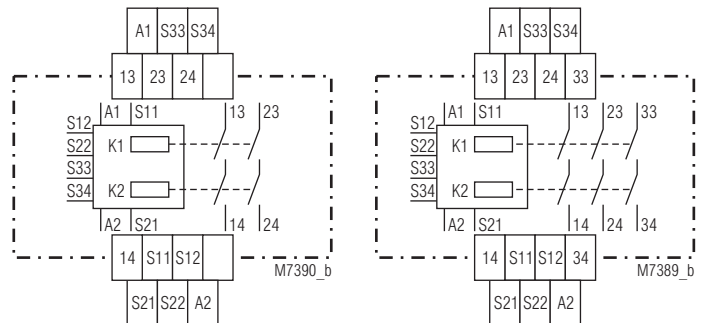 A1 S33 S34
13 23 24
A1 S11
13 23
S12
S22
S33
S34
K1
K2
A2 S21
14 24
14 S11 S12
M7390_b
S21 S22 A2
A1 S33 S34
13 23 24 33
A1 S11
13 23 33
S12
S22
S33
S34
K1
K2
A2 S21
14 24 34
14 S11 S12 34
M7389_b
S21 S22 A2